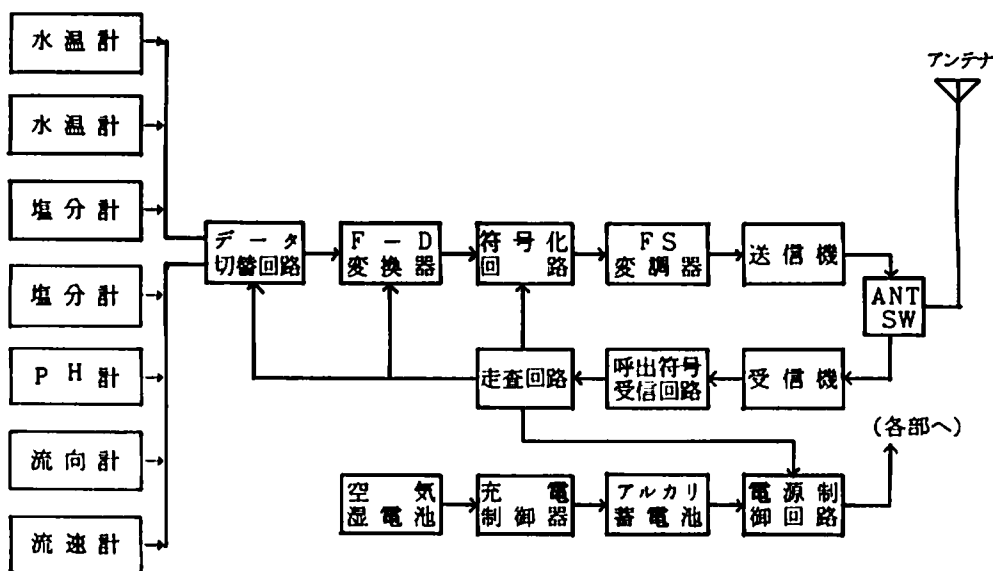 水温計
水温計
塩分計
塩分計
PH計
流向計
流速計
データ
切替回路
F-D
変換器
符号化
回路
FS
変調器
送信機
アンテナ
ANT
SW
走査回路
呼出符号
受信回路
受信機
(各部へ)
空気
湿電池
充電
制御器
アルカリ
蓄電池
電源制
御回路